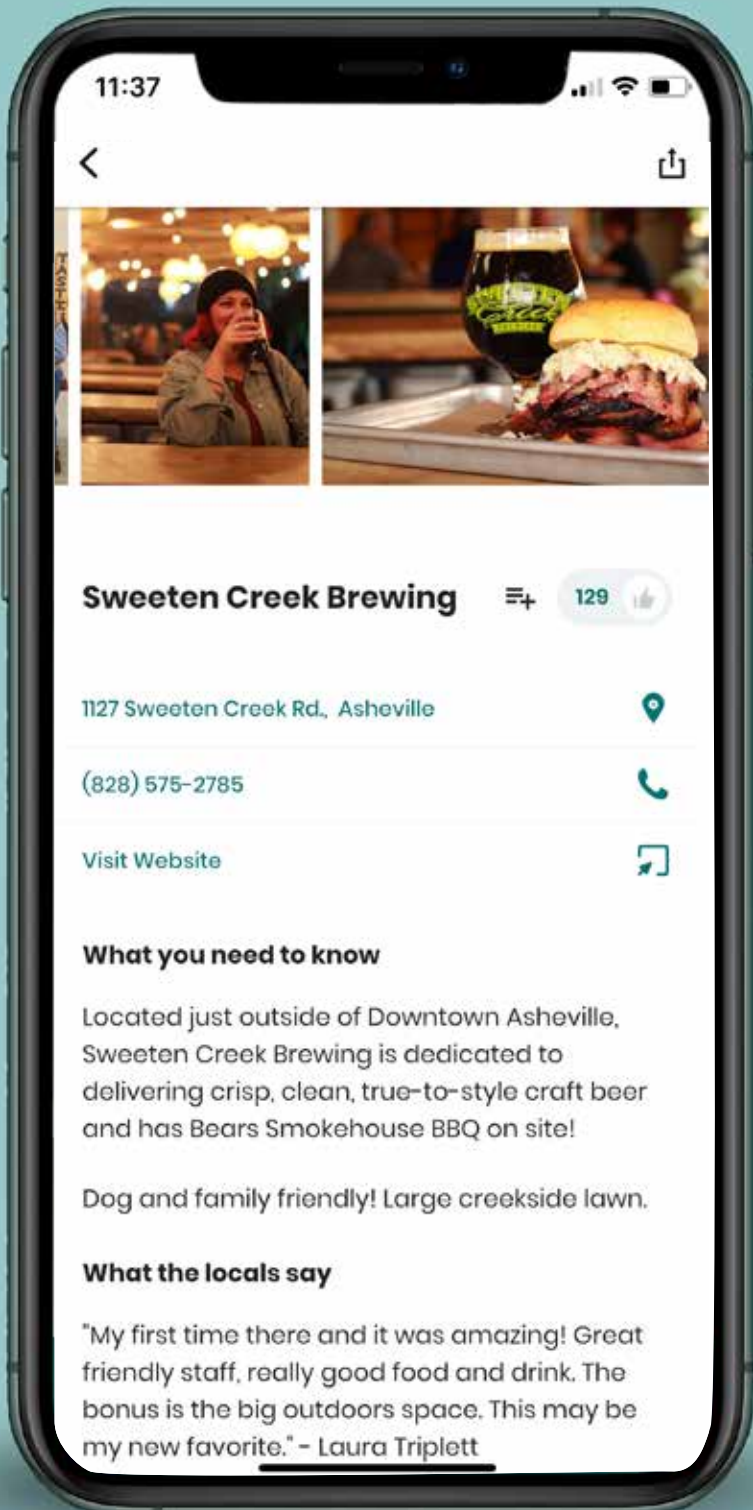 11:37
TASTE
SWEETEN
Creek
Sweeten Creek Brewing
129
1127 Sweeten Creek Rd., Asheville
(828) 575-2785
Visit Website
What you need to know
Located just outside of Downtown Asheville,
Sweeten Creek Brewing is dedicated to
delivering crisp, clean, true-to-style craft beer
and has Bears Smokehouse BBQ on site!
Dog and family friendly! Large creekside lawn.
What the locals say
"My first time there and it was amazing! Great
friendly staff, really good food and drink. The
bonus is the big outdoors space. This may be
my new favorite." - Laura Triplett